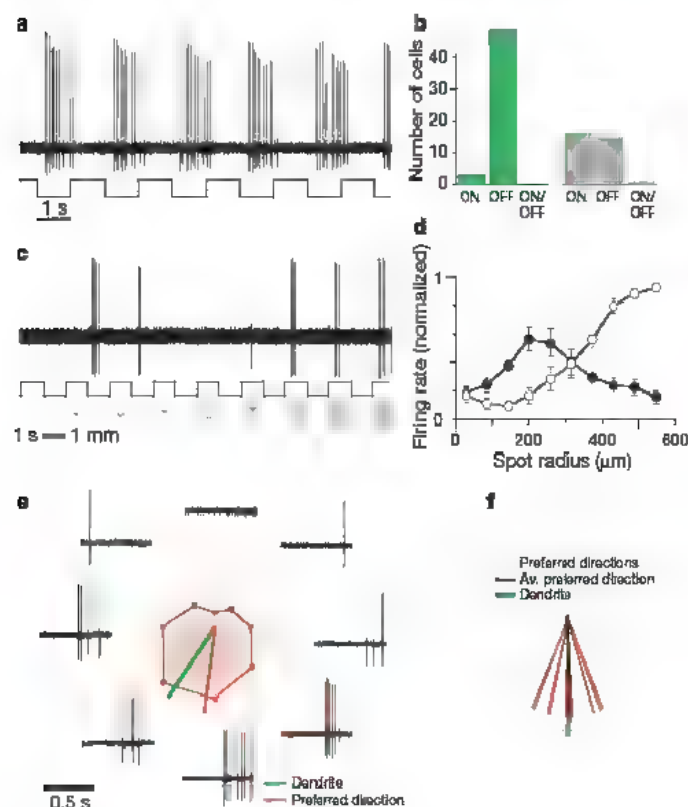 a
1 s
b
Number of cells
40
30
20
10
0
ON OFF ON/OFF ON OFF ON/OFF
c
1 s 1 mm
d.
Firing rate (normalized)
1
0
200 400 600
Spot radius (μm)
e
0.5 s
Dendrite
Preferred direction
f
Preferred directions
Av. preferred direction
Dendrite